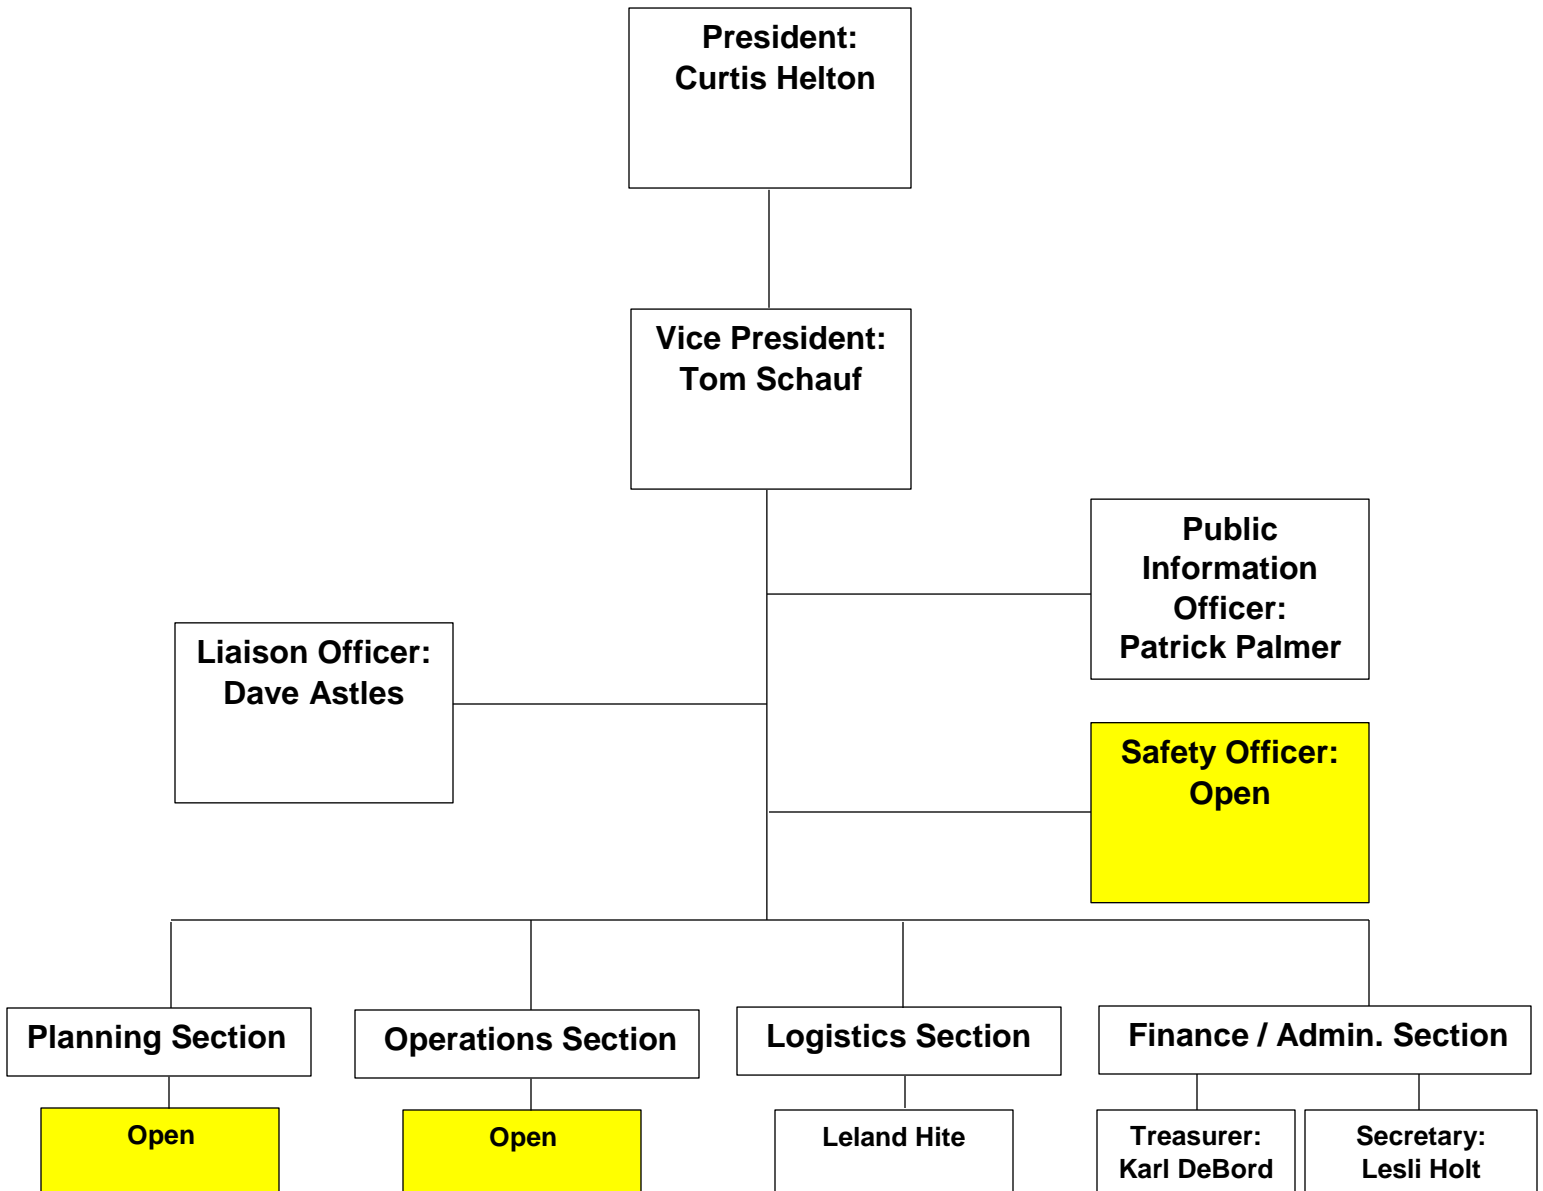 President:
Curtis Helton
Vice President:
Tom Schauf
Public
Information
Officer:
Patrick Palmer
Liaison Officer:
Dave Astles
Safety Officer:
Open
Planning Section
Operations Section
Logistics Section
Finance / Admin. Section
Open
Open
Leland Hite
Treasurer:
Karl DeBord
Secretary:
Lesli Holt